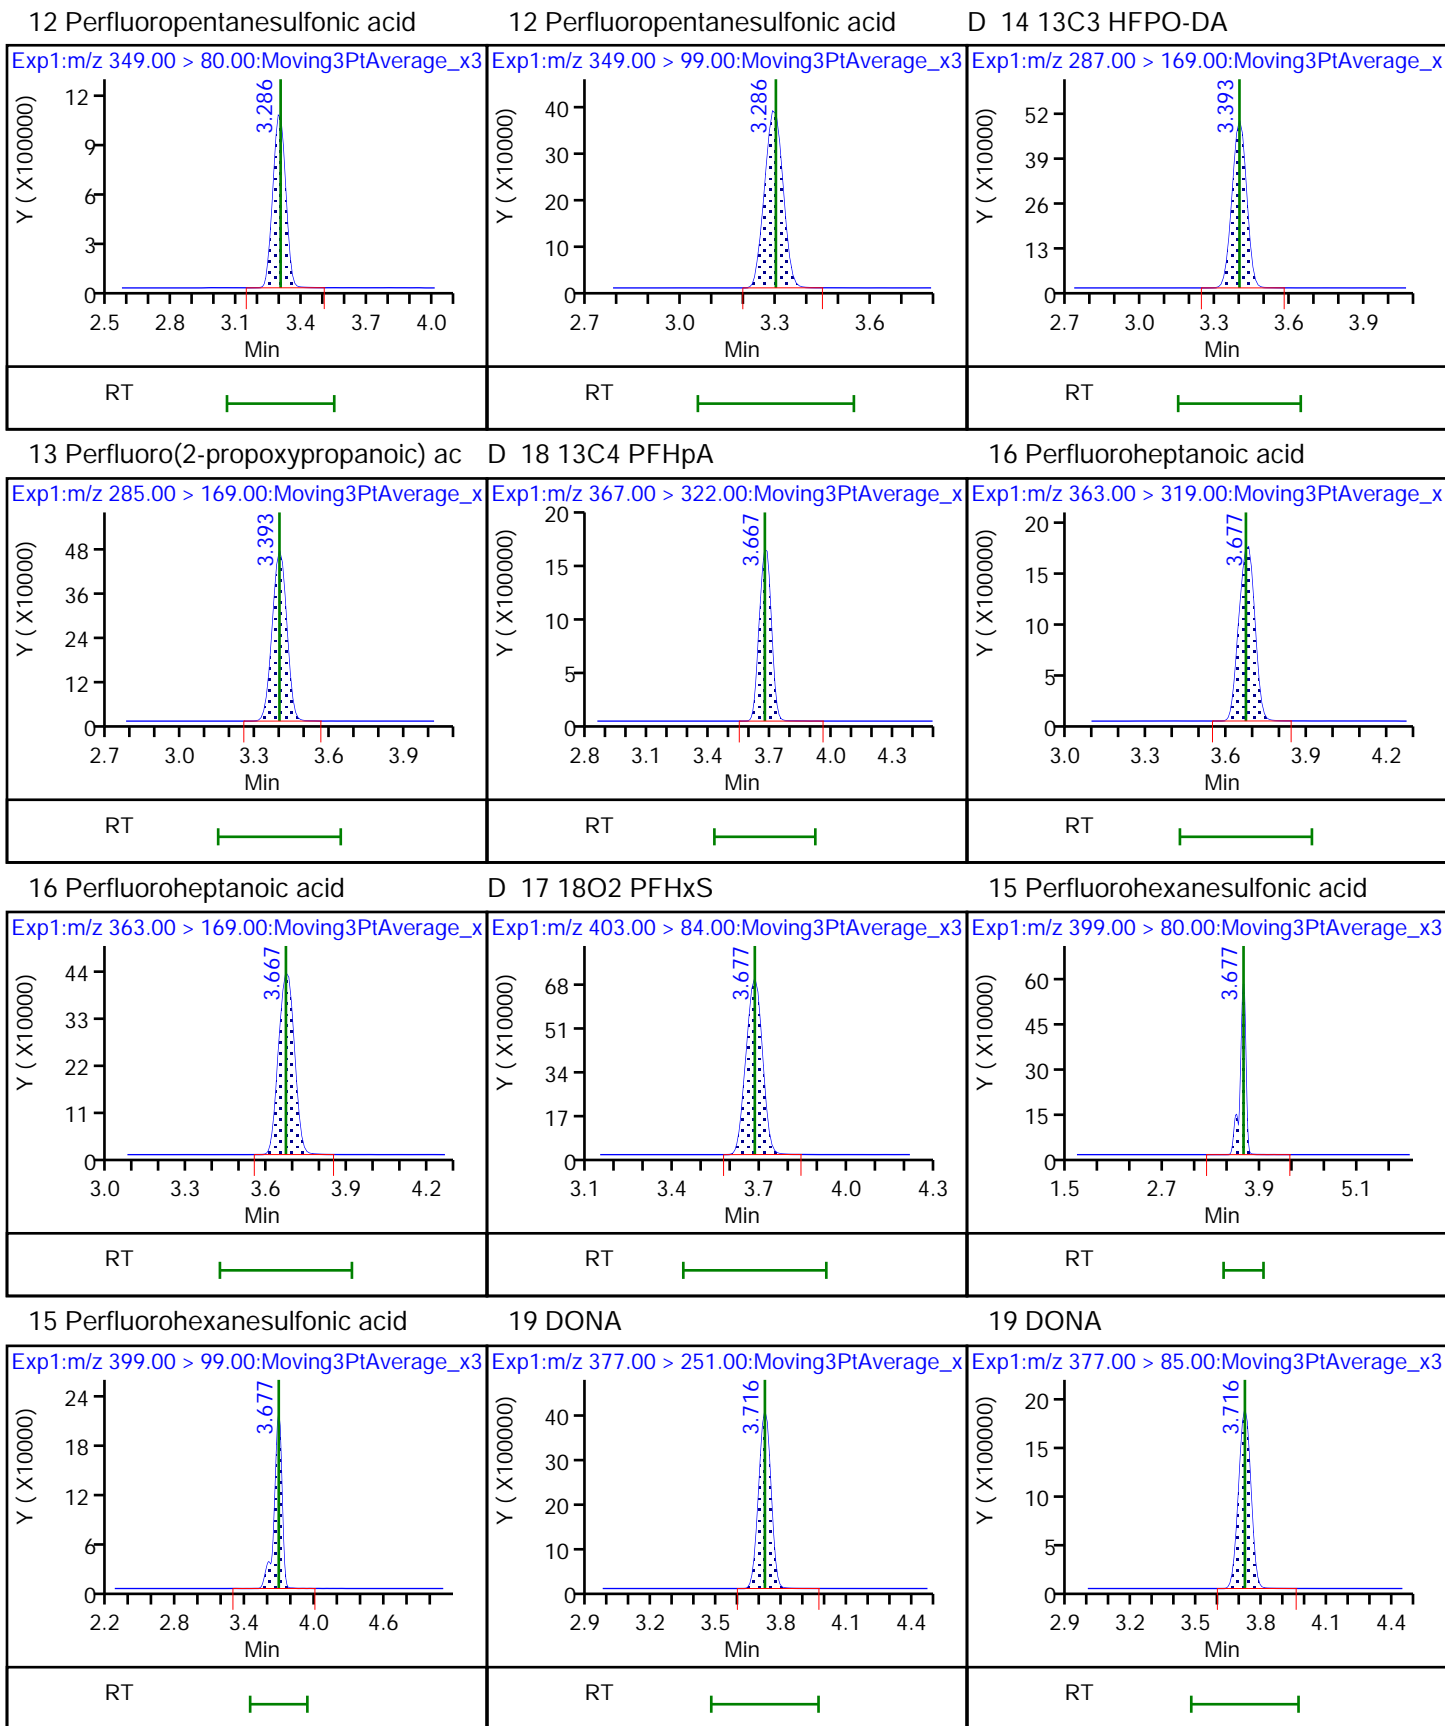 12 Perfluoropentanesulfonic acid
12 Perfluoropentanesulfonic acid
D 14 13C3 HFPO-DA
Exp1:m/z 349.00 > 80.00:Moving3PtAverage_x3
Exp1:m/z 349.00 > 99.00:Moving3PtAverage_x3
Exp1:m/z 287.00 > 169.00:Moving3PtAverage_x
Y ( X100000)
12
9
6
3
0
3.286
2.5 2.8 3.1 3.4 3.7 4.0
Min
RT
Y ( X10000)
40
30
20
10
0
3.286
2.7 3.0 3.3 3.6
Min
RT
Y ( X100000)
52
39
26
13
0
3.393
2.7 3.0 3.3 3.6 3.9
Min
RT
13 Perfluoro(2-propoxypropanoic) ac
D 18 13C4 PFHpA
16 Perfluoroheptanoic acid
Exp1:m/z 285.00 > 169.00:Moving3PtAverage_x
Exp1:m/z 367.00 > 322.00:Moving3PtAverage_x
Exp1:m/z 363.00 > 319.00:Moving3PtAverage_x
Y ( X100000)
48
36
24
12
0
3.393
2.7 3.0 3.3 3.6 3.9
Min
RT
Y ( X100000)
20
15
10
5
0
3.667
2.8 3.1 3.4 3.7 4.0 4.3
Min
RT
Y ( X100000)
20
15
10
5
0
3.677
3.0 3.3 3.6 3.9 4.2
Min
RT
16 Perfluoroheptanoic acid
D 17 18O2 PFHxS
15 Perfluorohexanesulfonic acid
Exp1:m/z 363.00 > 169.00:Moving3PtAverage_x
Exp1:m/z 403.00 > 84.00:Moving3PtAverage_x3
Exp1:m/z 399.00 > 80.00:Moving3PtAverage_x3
Y ( X10000)
44
33
22
11
0
3.667
3.0 3.3 3.6 3.9 4.2
Min
RT
Y ( X10000)
68
51
34
17
0
3.677
3.1 3.4 3.7 4.0 4.3
Min
RT
Y ( X10000)
60
45
30
15
0
3.677
1.5 2.7 3.9 5.1
Min
RT
15 Perfluorohexanesulfonic acid
19 DONA
19 DONA
Exp1:m/z 399.00 > 99.00:Moving3PtAverage_x3
Exp1:m/z 377.00 > 251.00:Moving3PtAverage_x
Exp1:m/z 377.00 > 85.00:Moving3PtAverage_x3
Y ( X10000)
24
18
12
6
0
3.677
2.2 2.8 3.4 4.0 4.6
Min
RT
Y ( X100000)
40
30
20
10
0
3.716
2.9 3.2 3.5 3.8 4.1 4.4
Min
RT
Y ( X100000)
20
15
10
5
0
3.716
2.9 3.2 3.5 3.8 4.1 4.4
Min
RT